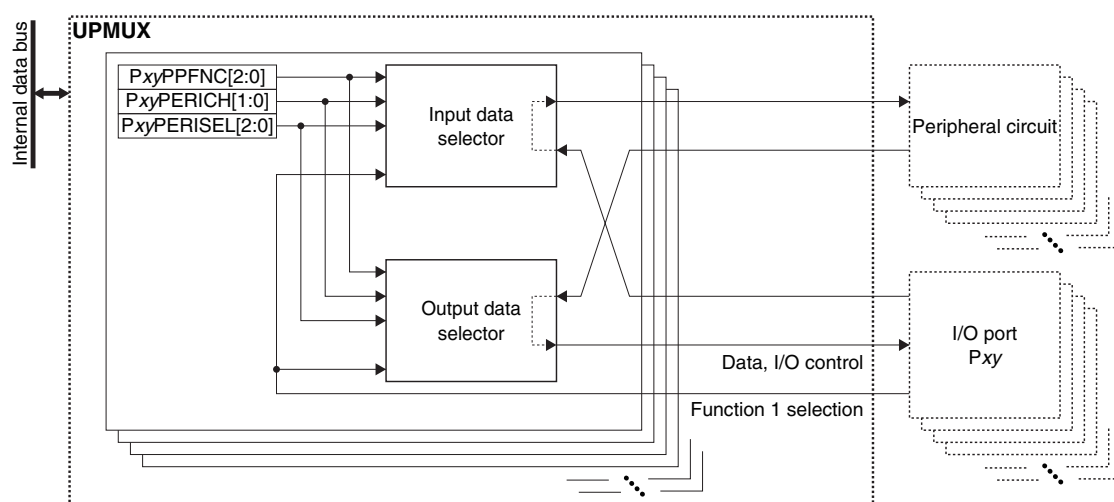 UPMUX
Internal data bus
PxyPPFNC[2:0]
PxyPERICH[1:0]
PxyPERISEL[2:0]
Input data
selector
Peripheral circuit
Output data
selector
I/O port
Pxy
Data, I/O control
Function 1 selection